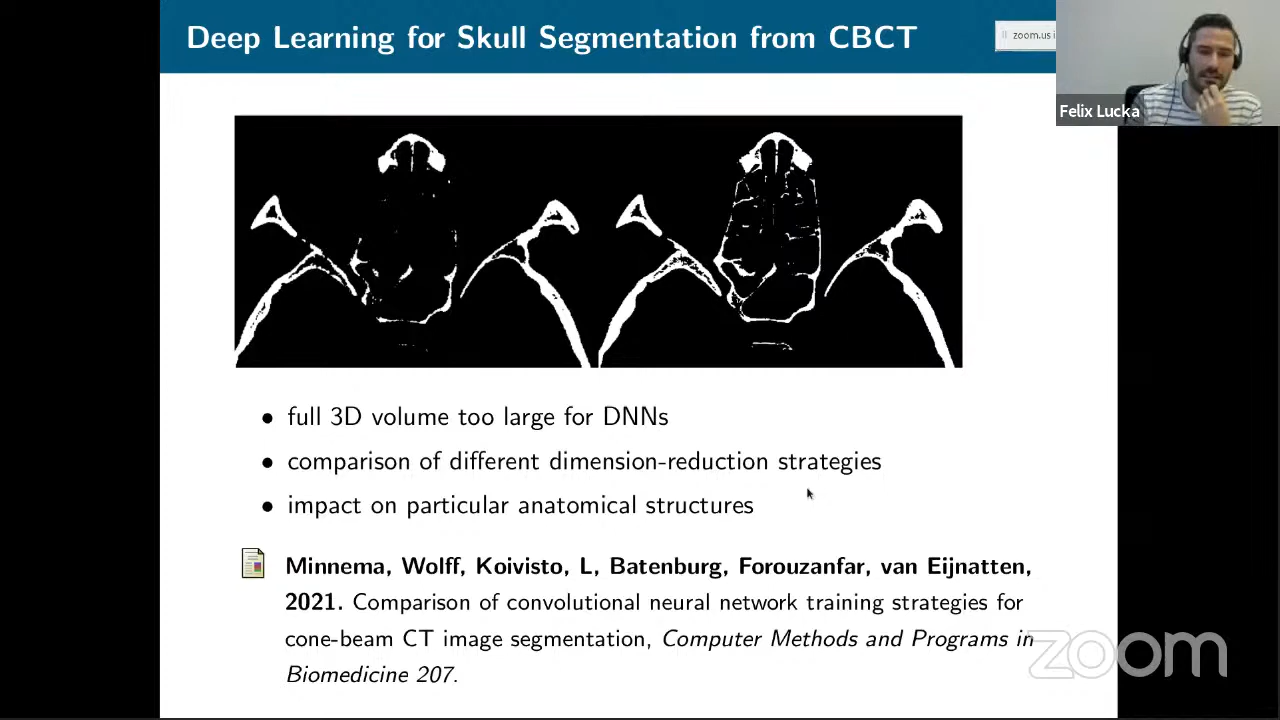 Deep Learning for Skull Segmentation from CBCT
zoom.us i
Felix Lucka
• full 3D volume too large for DNNs
• comparison of different dimension-reduction strategies
• impact on particular anatomical structures
Minnema, Wolff, Koivisto, L, Batenburg, Forouzanfar, van Eijnatten,
2021. Comparison of convolutional neural network training strategies for
cone-beam CT image segmentation, Computer Methods and Programs in
Biomedicine 207.
zoom